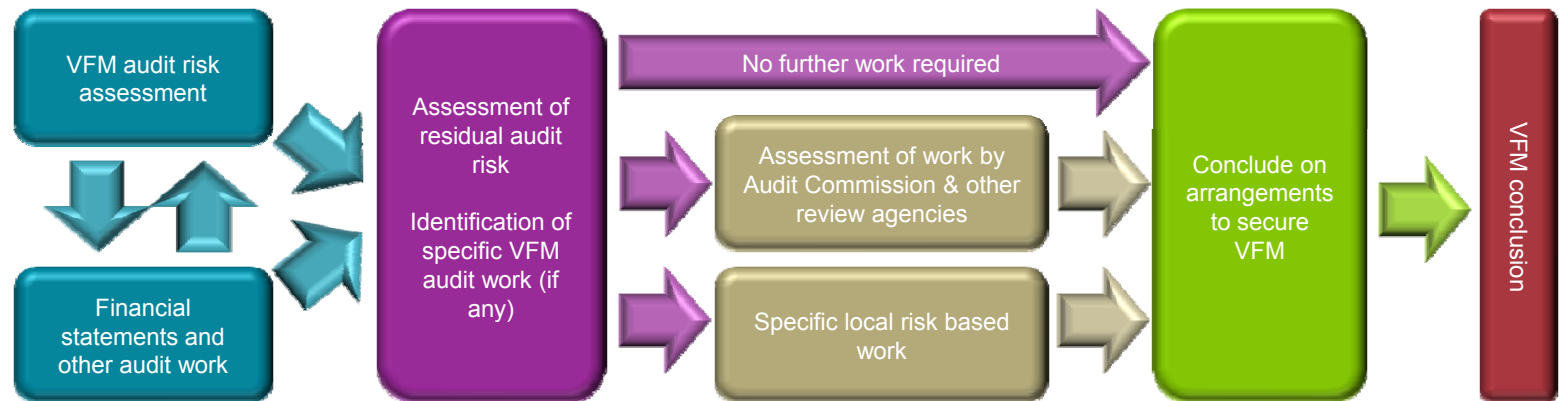 VFM audit risk
assessment
Financial
statements and
other audit work
Assessment of
residual audit
risk
Identification of
specific VFM
audit work (if
any)
No further work required
Assessment of work by
Audit Commission & other
review agencies
Specific local risk based
work
Conclude on
arrangements
to secure
VFM
VFM conclusion